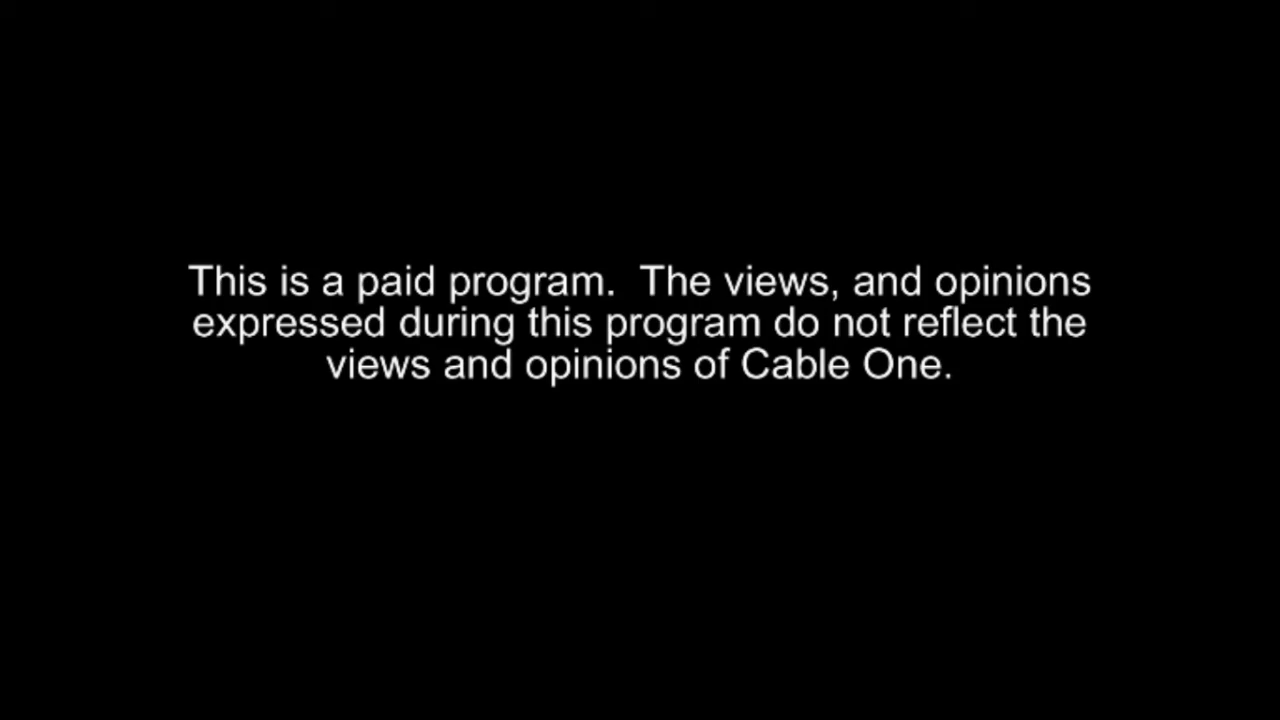 This is a paid program.  The views, and opinions
expressed during this program do not reflect the
views and opinions of Cable One.